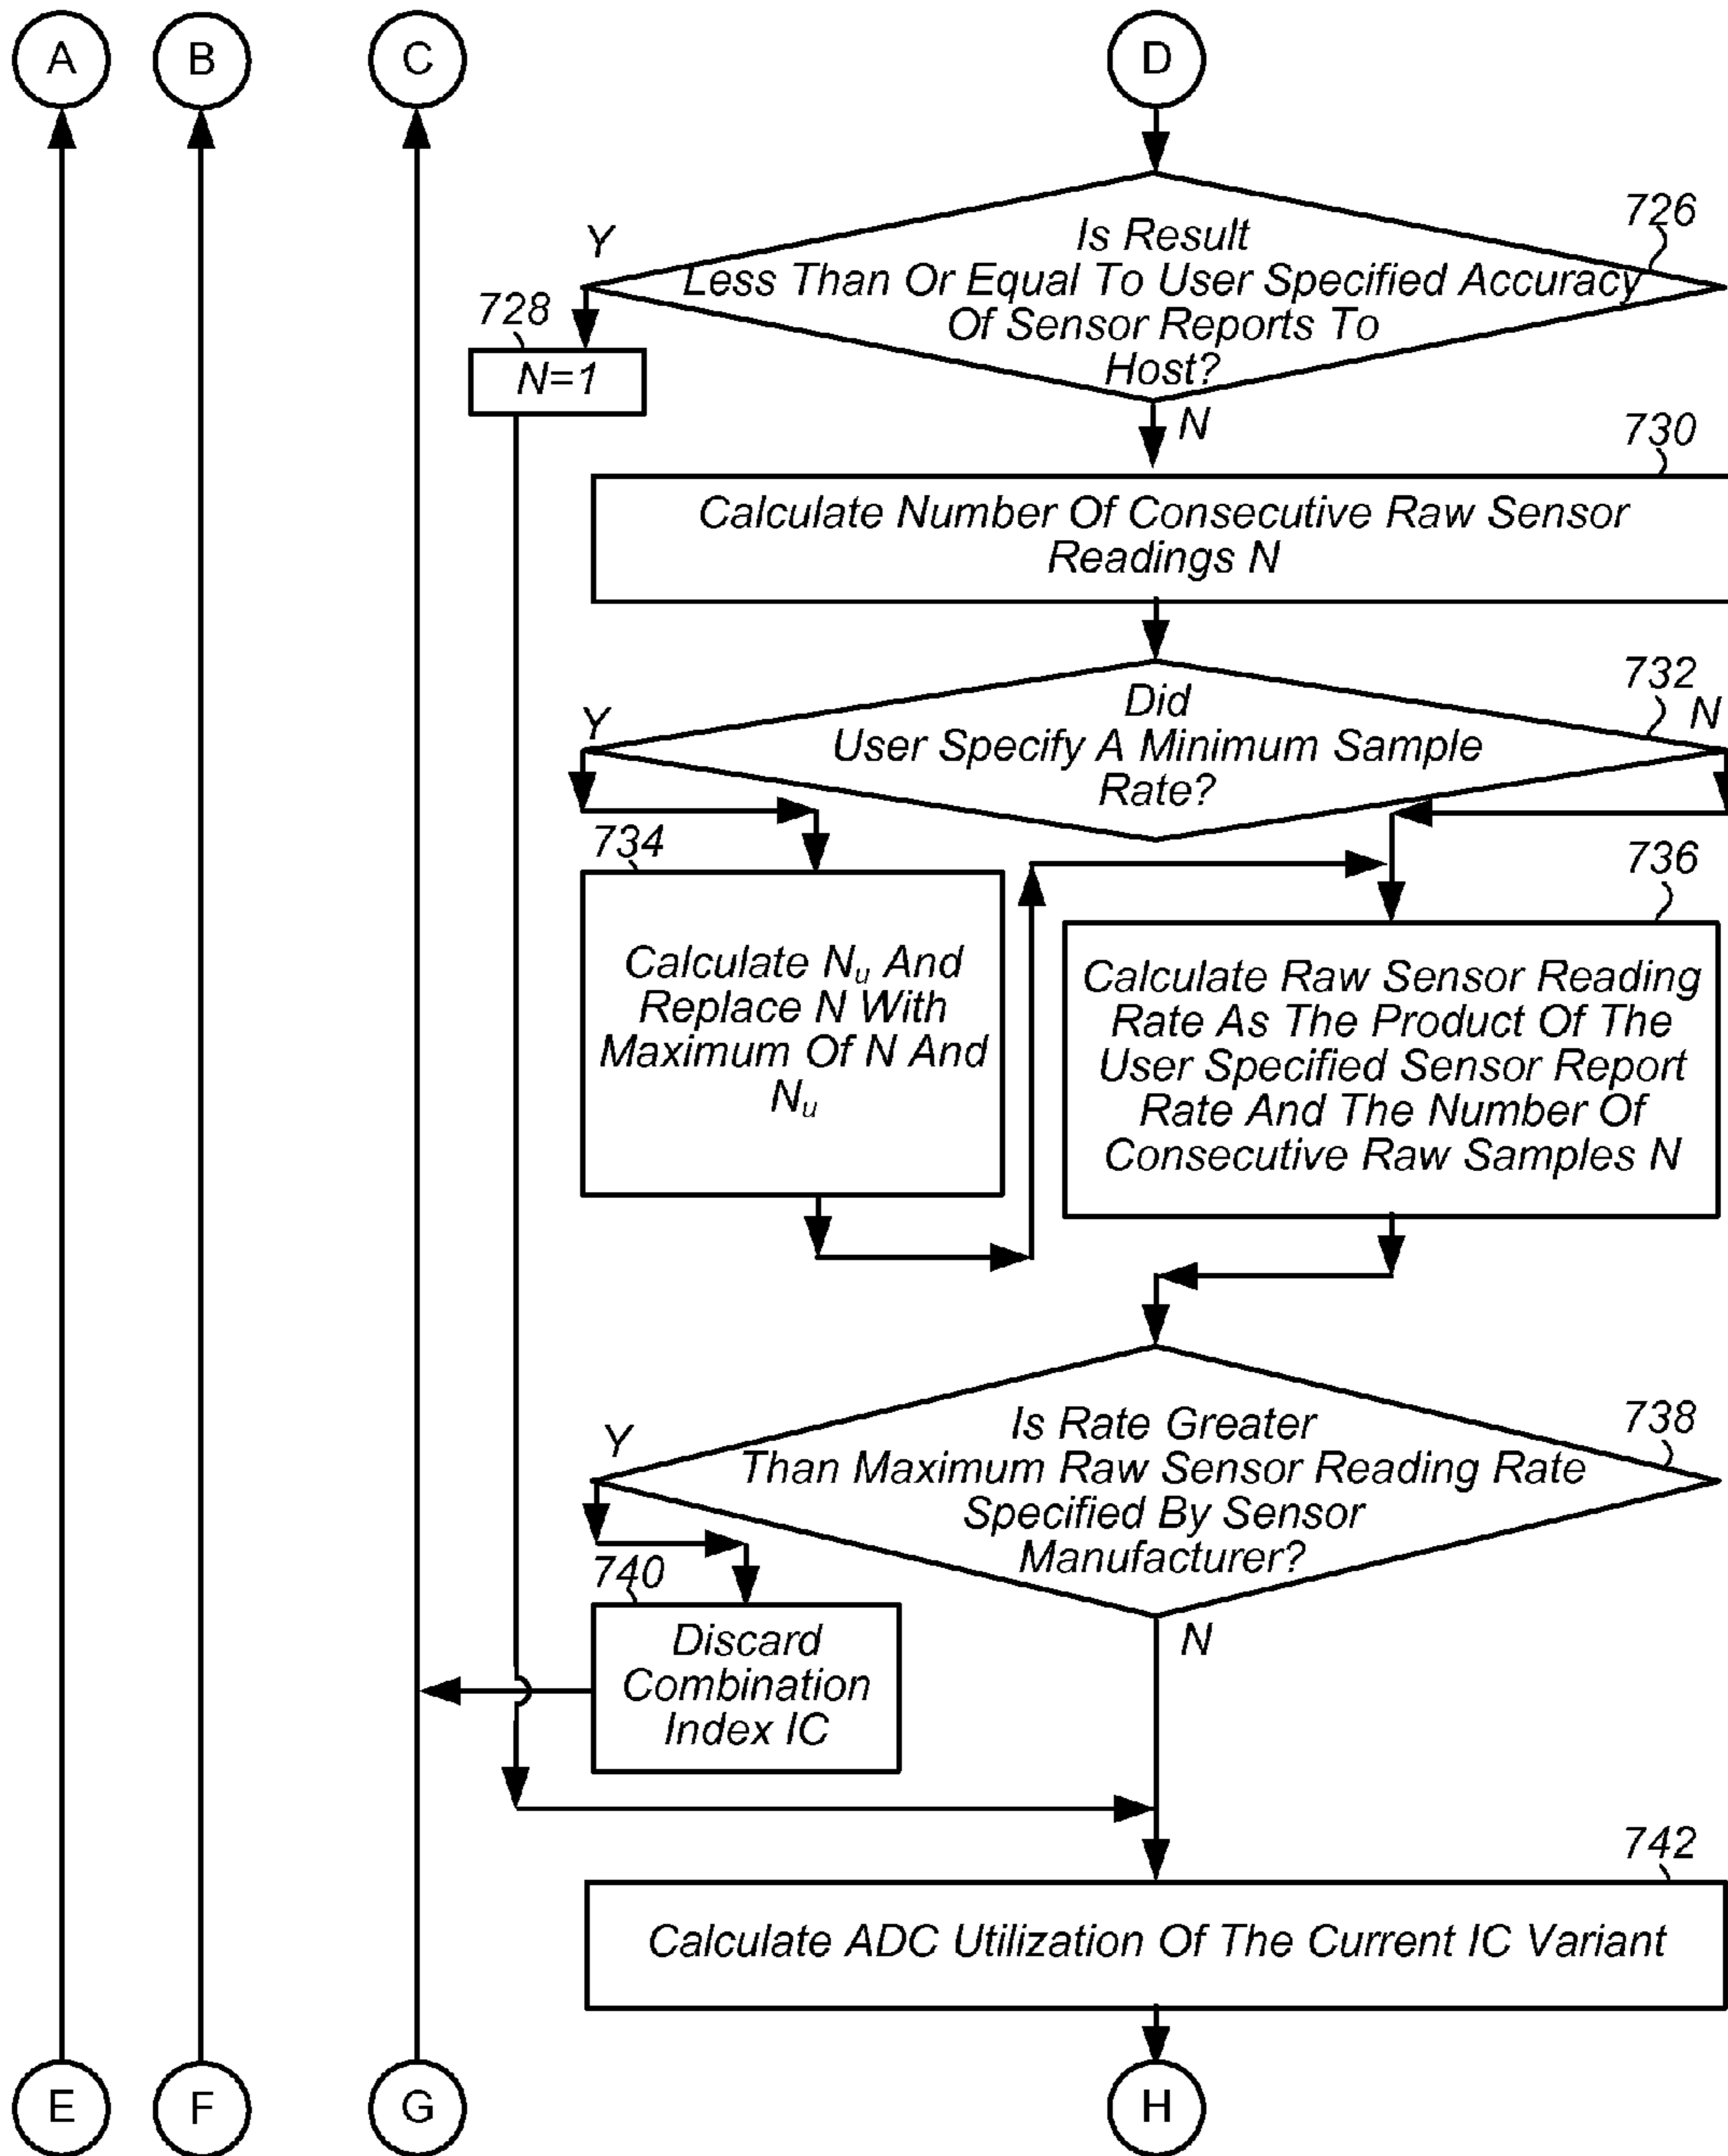 A
B
C
D
726
Y
Is Result
Less Than Or Equal To User Specified Accuracy
Of Sensor Reports To
Host?
728
N=1
N
730
Calculate Number Of Consecutive Raw Sensor
Readings N
732
Y
N
Did
User Specify A Minimum Sample
Rate?
734
736
Calculate Nu And
Replace N With
Maximum Of N And
Nu
Calculate Raw Sensor Reading
Rate As The Product Of The
User Specified Sensor Report
Rate And The Number Of
Consecutive Raw Samples N
738
Y
Is Rate Greater
Than Maximum Raw Sensor Reading Rate
Specified By Sensor
Manufacturer?
740
N
Discard
Combination
Index IC
742
Calculate ADC Utilization Of The Current IC Variant
E
F
G
H